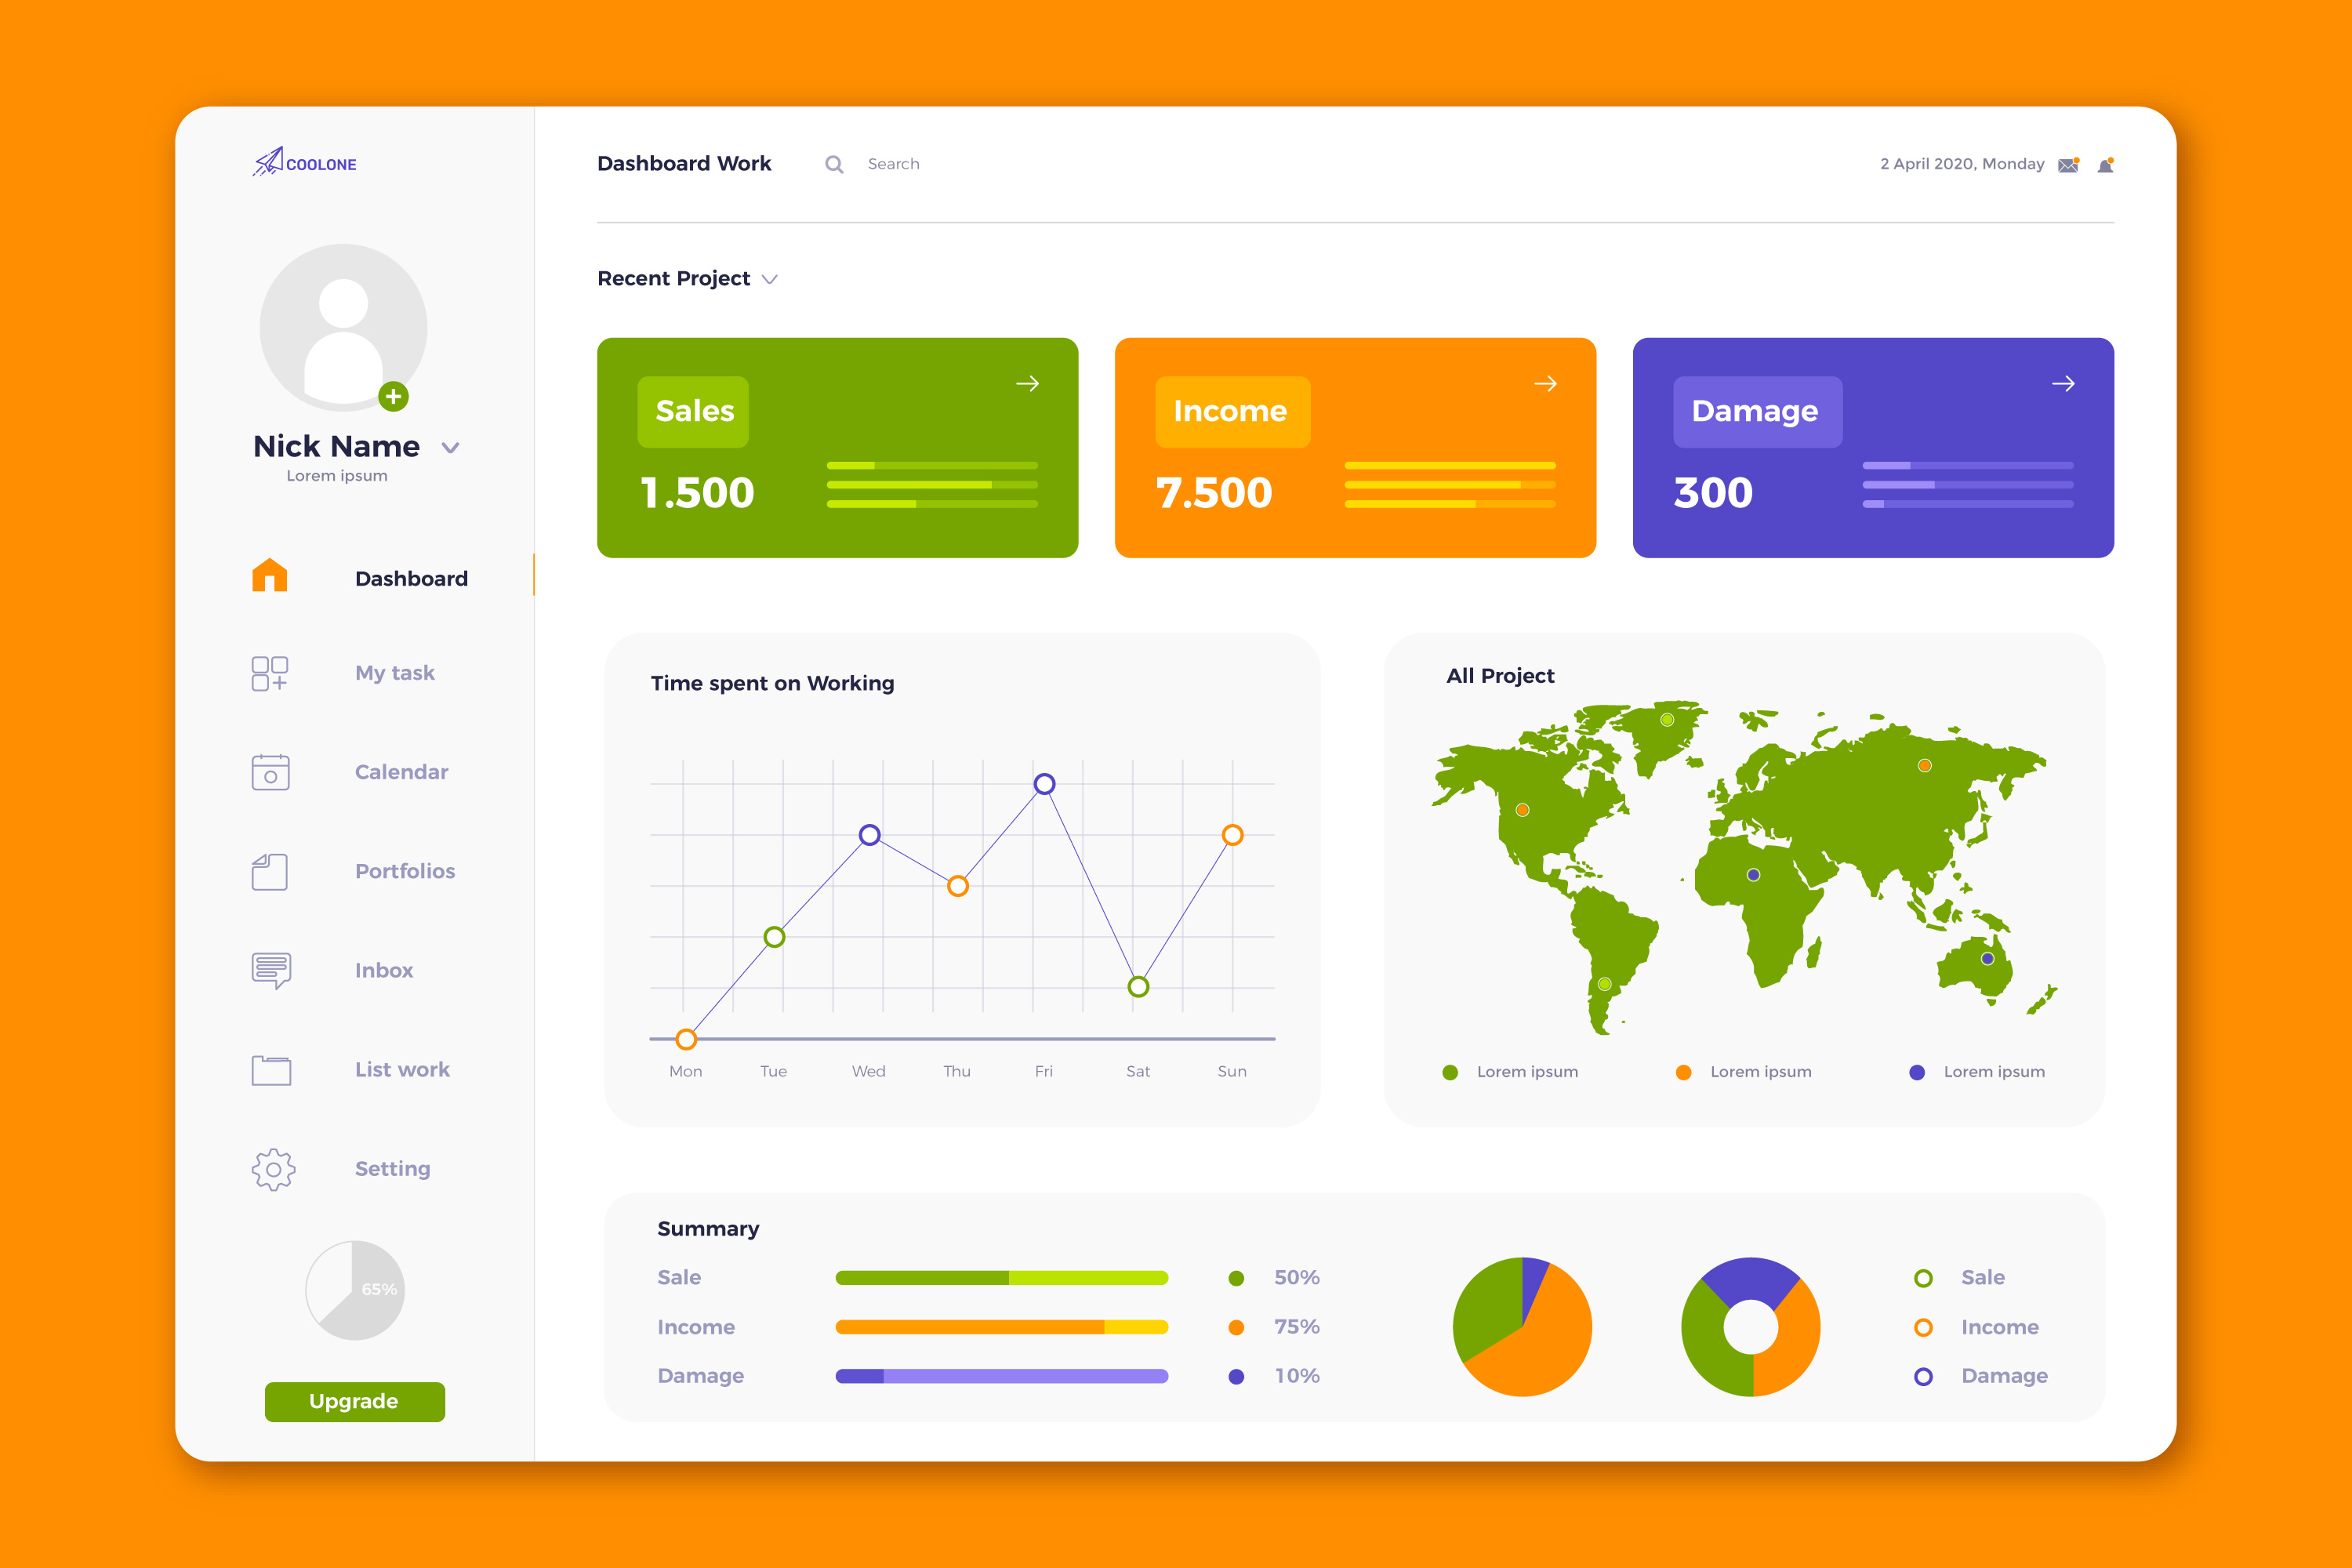 COOLONE
Nick Name
Lorem ipsum
Dashboard
My task
Calendar
Portfolios
Inbox
List work
Setting
65%
Upgrade
Dashboard Work
Search
2 April 2020, Monday
Recent Project
Sales
1.500
Income
7.500
Damage
300
Time spent on Working
Mon Tue Wed Thu Fri Sat Sun
All Project
Lorem ipsum Lorem ipsum Lorem ipsum
Summary
Sale 50%
Income 75%
Damage 10%
Sale
Income
Damage